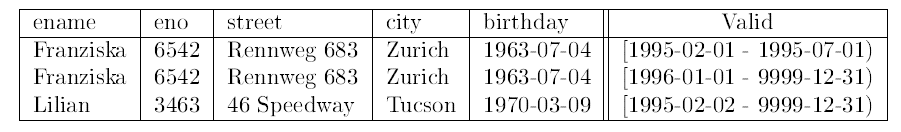 ename eno street city birthday Valid
Franziska 6542 Rennweg 683 Zurich 1963-07-04 [1995-02-01 - 1995-07-01)
Franziska 6542 Rennweg 683 Zurich 1963-07-04 [1996-01-01 - 9999-12-31)
Lilian 3463 46 Speedway Tucson 1970-03-09 [1995-02-02 - 9999-12-31)